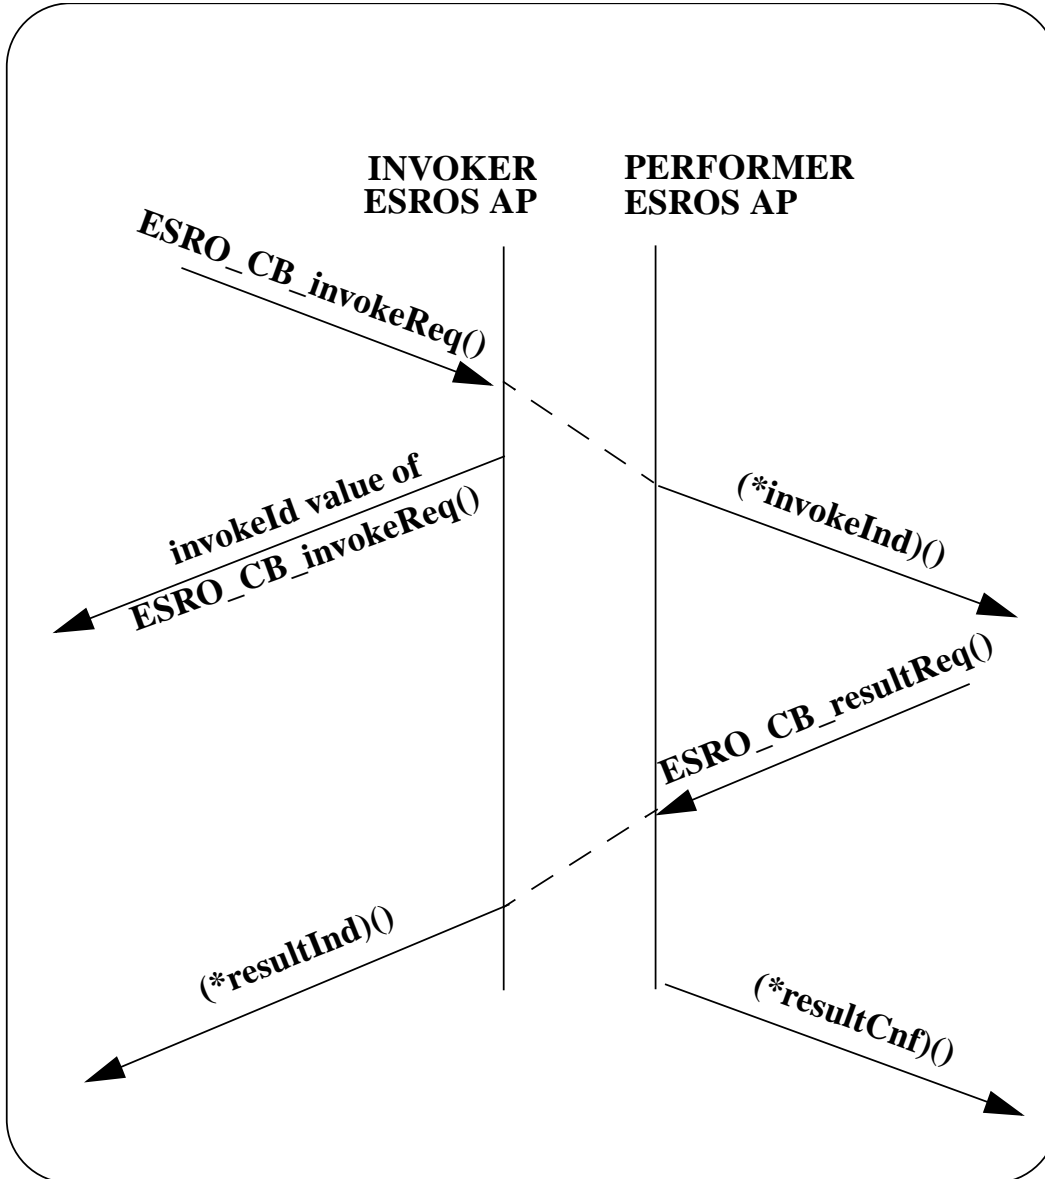 INVOKER
ESROS AP
PERFORMER
ESROS AP
ESRO_CB_invokeReq()
invokeId value of
ESRO_CB_invokeReq()
(*invokeInd)()
ESRO_CB_resultReq()
(*resultInd)()
(*resultCnf)()